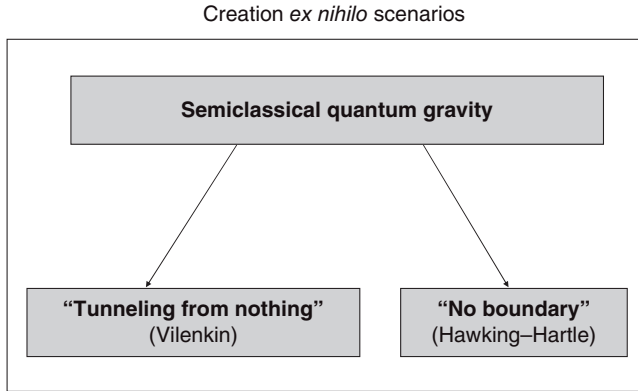 Creation ex nihilo scenarios
Semiclassical quantum gravity
“Tunneling from nothing”
(Vilenkin)
“No boundary”
(Hawking–Hartle)